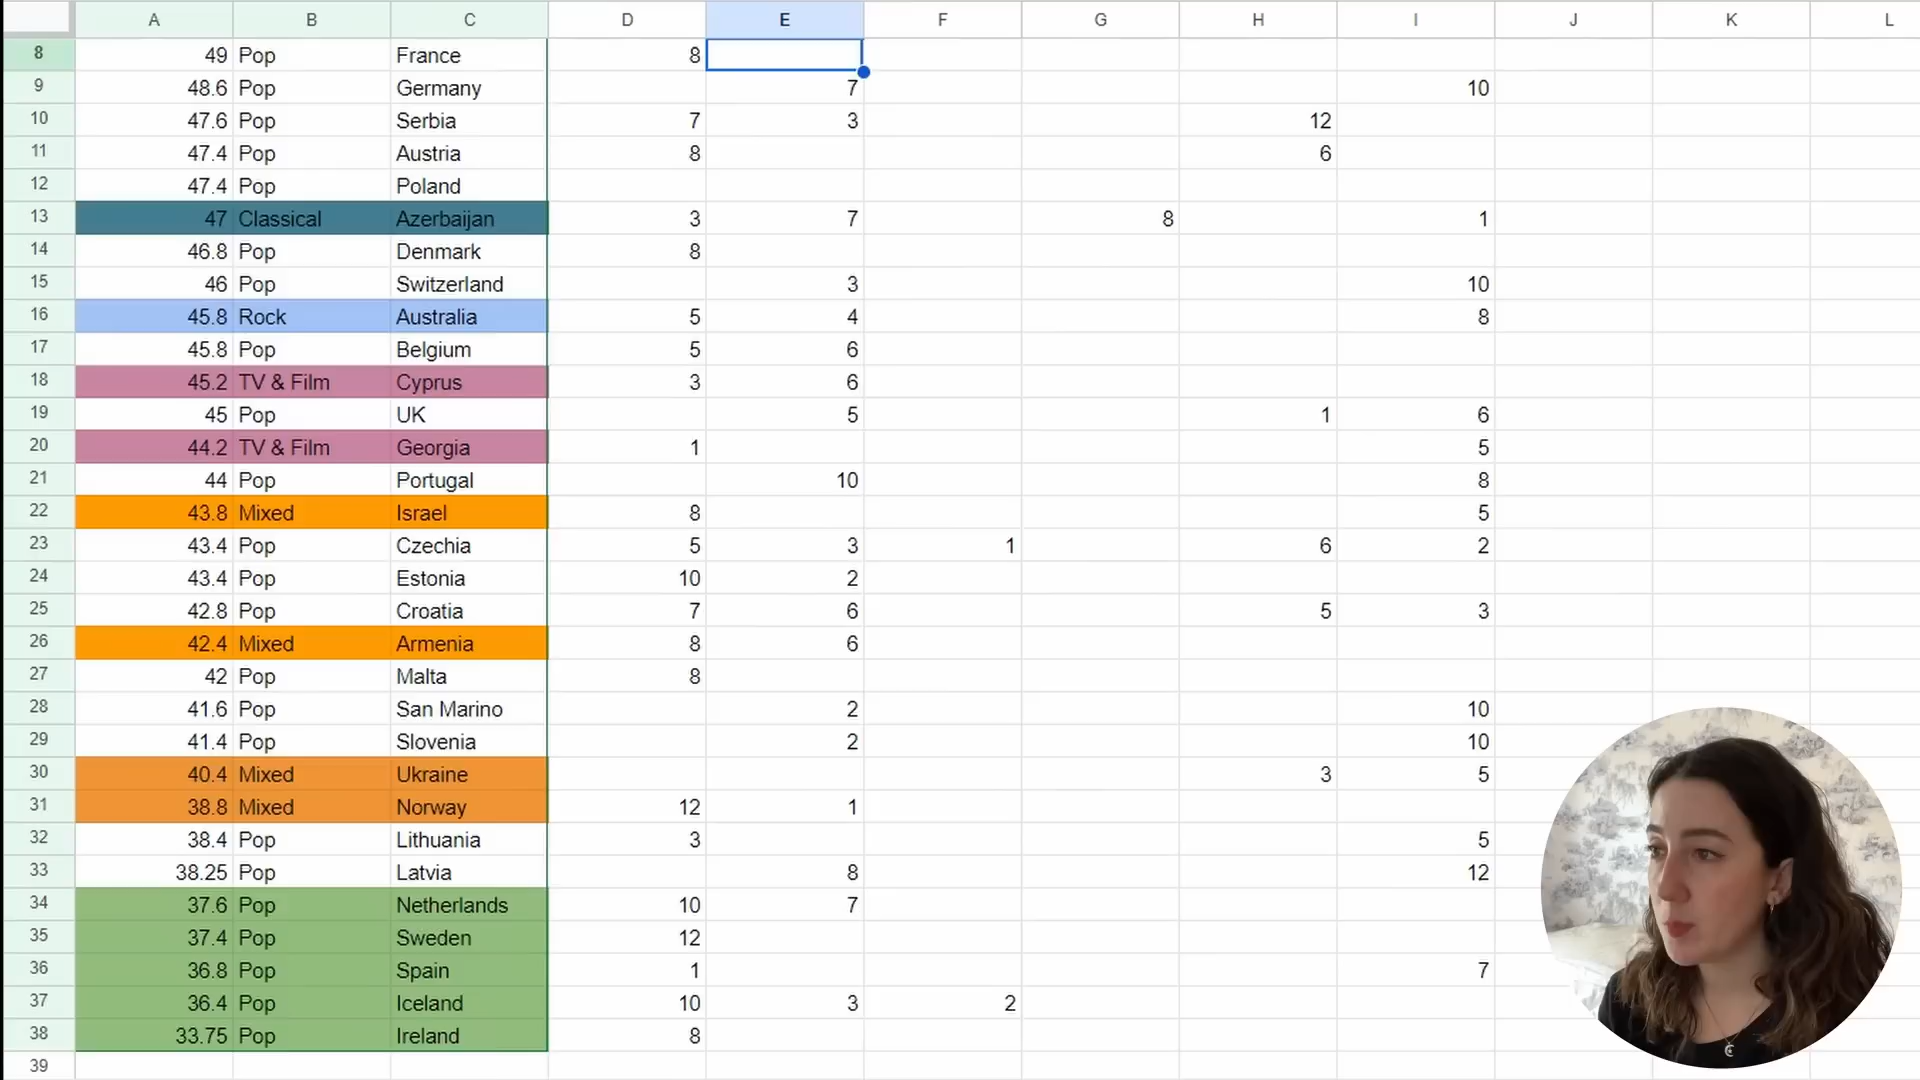 A B C D E F G H I J K L
8 49 Pop France 8
9 48.6 Pop Germany 7 10
10 47.6 Pop Serbia 7 3 12
11 47.4 Pop Austria 8 6
12 47.4 Pop Poland
13 47 Classical Azerbaijan 3 7 8 1
14 46.8 Pop Denmark 8
15 46 Pop Switzerland 3 10
16 45.8 Rock Australia 5 4 8
17 45.8 Pop Belgium 5 6
18 45.2 TV & Film Cyprus 3 6
19 45 Pop UK 5 1 6
20 44.2 TV & Film Georgia 1 5
21 44 Pop Portugal 10 8
22 43.8 Mixed Israel 8 5
23 43.4 Pop Czechia 5 3 1 6 2
24 43.4 Pop Estonia 10 2
25 42.8 Pop Croatia 7 6 5 3
26 42.4 Mixed Armenia 8 6
27 42 Pop Malta 8
28 41.6 Pop San Marino 2 10
29 41.4 Pop Slovenia 2 10
30 40.4 Mixed Ukraine 3 5
31 38.8 Mixed Norway 12 1
32 38.4 Pop Lithuania 3 5
33 38.25 Pop Latvia 8 12
34 37.6 Pop Netherlands 10 7
35 37.4 Pop Sweden 12
36 36.8 Pop Spain 1 7
37 36.4 Pop Iceland 10 3 2
38 33.75 Pop Ireland 8
39